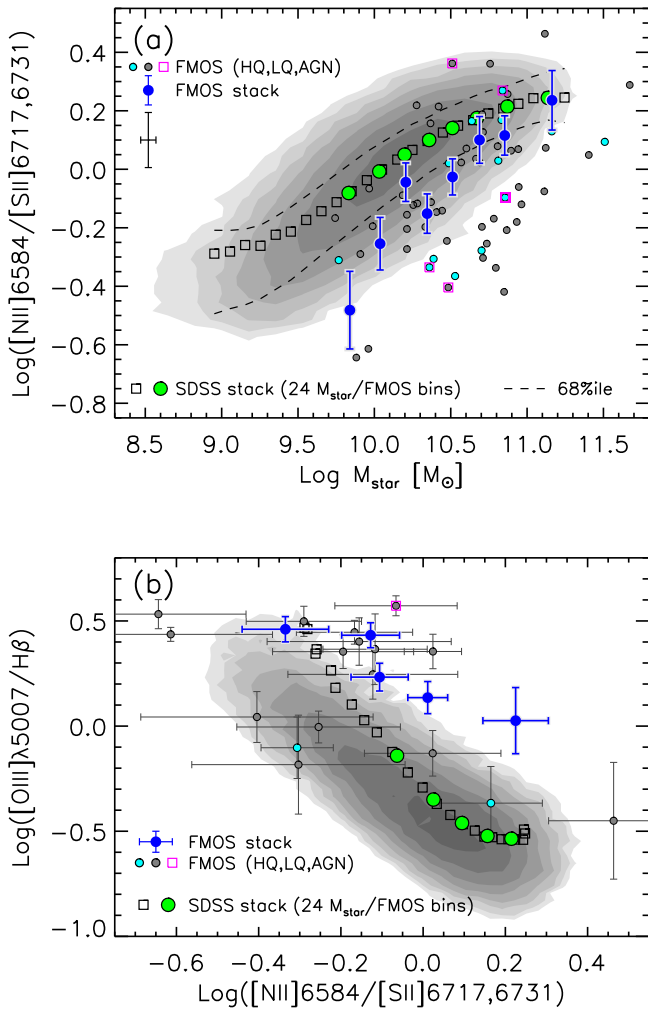 (a)
FMOS (HQ,LQ,AGN)
FMOS stack
SDSS stack (24 M_star/FMOS bins)
68%ile
0.4
0.2
0.0
−0.2
−0.4
−0.6
−0.8
Log([NII]6584/[SII]6717,6731)
8.5 9.0 9.5 10.0 10.5 11.0 11.5
Log M_star [M_⊙]
(b)
0.5
0.0
−0.5
−1.0
Log([OIII]λ5007/Hβ)
FMOS stack
FMOS (HQ,LQ,AGN)
SDSS stack (24 M_star/FMOS bins)
−0.6 −0.4 −0.2 0.0 0.2 0.4
Log([NII]6584/[SII]6717,6731)